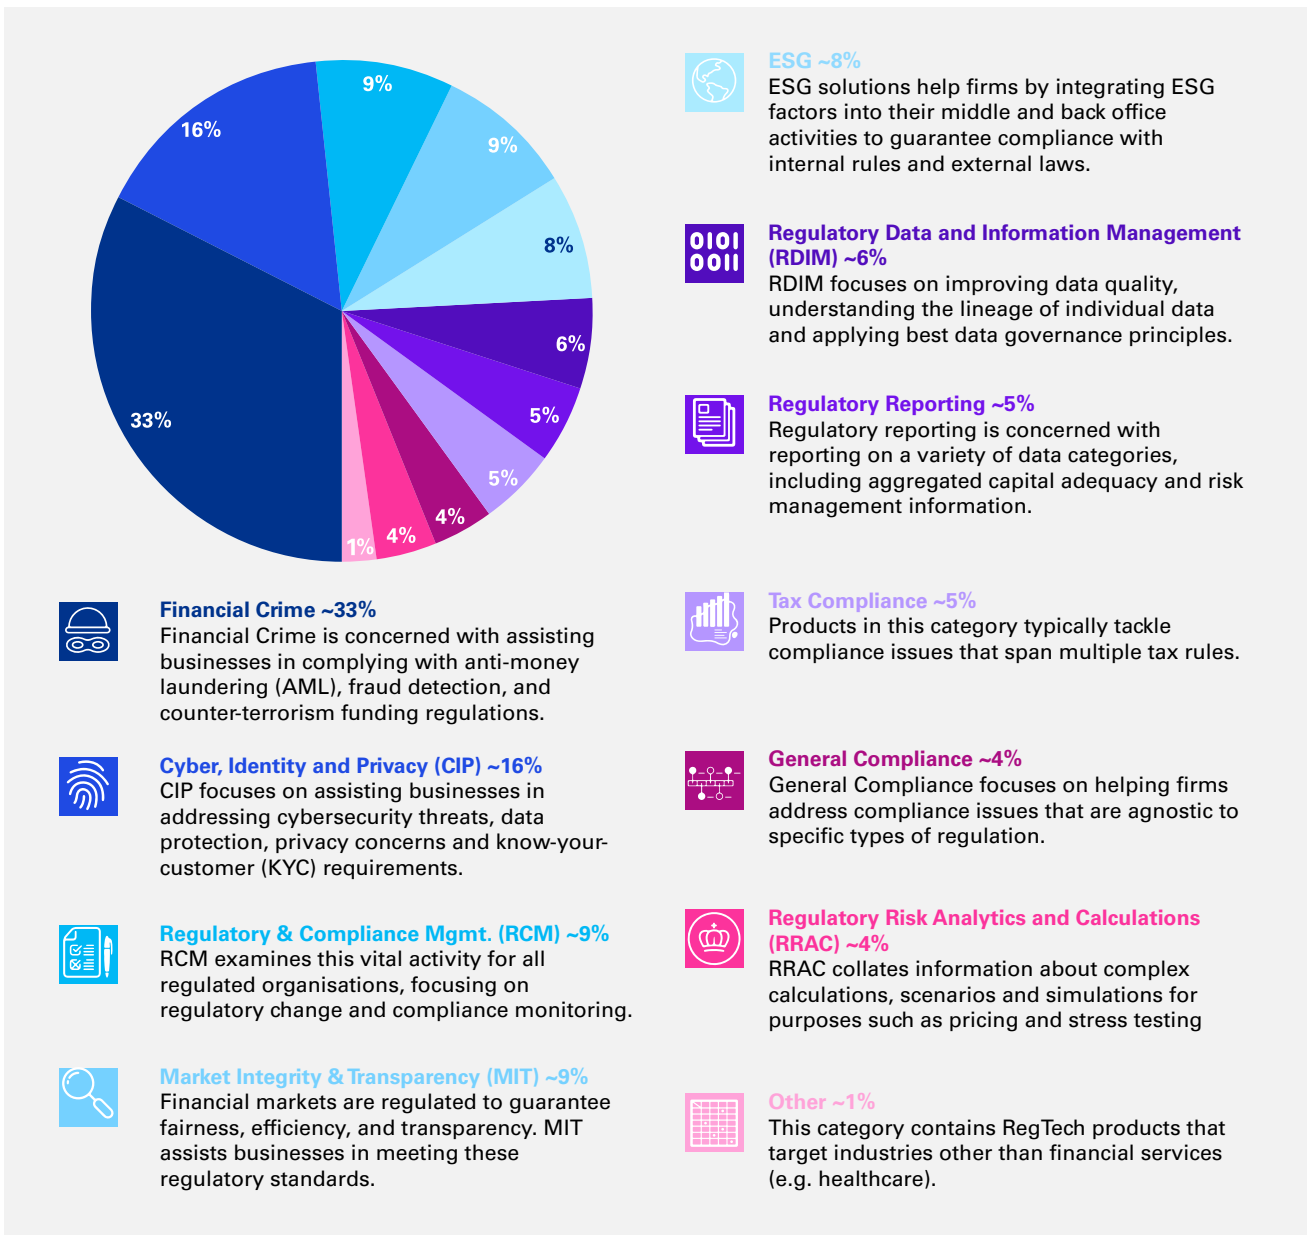 9%
16%
9%
8%
33%
6%
5%
5%
4%
4%
1%
Financial Crime ~33%
Financial Crime is concerned with assisting
businesses in complying with anti-money
laundering (AML), fraud detection, and
counter-terrorism funding regulations.
Cyber, Identity and Privacy (CIP) ~16%
CIP focuses on assisting businesses in
addressing cybersecurity threats, data
protection, privacy concerns and know-your-
customer (KYC) requirements.
Regulatory & Compliance Mgmt. (RCM) ~9%
RCM examines this vital activity for all
regulated organisations, focusing on
regulatory change and compliance monitoring.
Market Integrity & Transparency (MIT) ~9%
Financial markets are regulated to guarantee
fairness, efficiency, and transparency. MIT
assists businesses in meeting these
regulatory standards.
ESG ~8%
ESG solutions help firms by integrating ESG
factors into their middle and back office
activities to guarantee compliance with
internal rules and external laws.
0101
0011
Regulatory Data and Information Management
(RDIM) ~6%
RDIM focuses on improving data quality,
understanding the lineage of individual data
and applying best data governance principles.
Regulatory Reporting ~5%
Regulatory reporting is concerned with
reporting on a variety of data categories,
including aggregated capital adequacy and risk
management information.
Tax Compliance ~5%
Products in this category typically tackle
compliance issues that span multiple tax rules.
General Compliance ~4%
General Compliance focuses on helping firms
address compliance issues that are agnostic to
specific types of regulation.
Regulatory Risk Analytics and Calculations
(RRAC) ~4%
RRAC collates information about complex
calculations, scenarios and simulations for
purposes such as pricing and stress testing
Other ~1%
This category contains RegTech products that
target industries other than financial services
(e.g. healthcare).